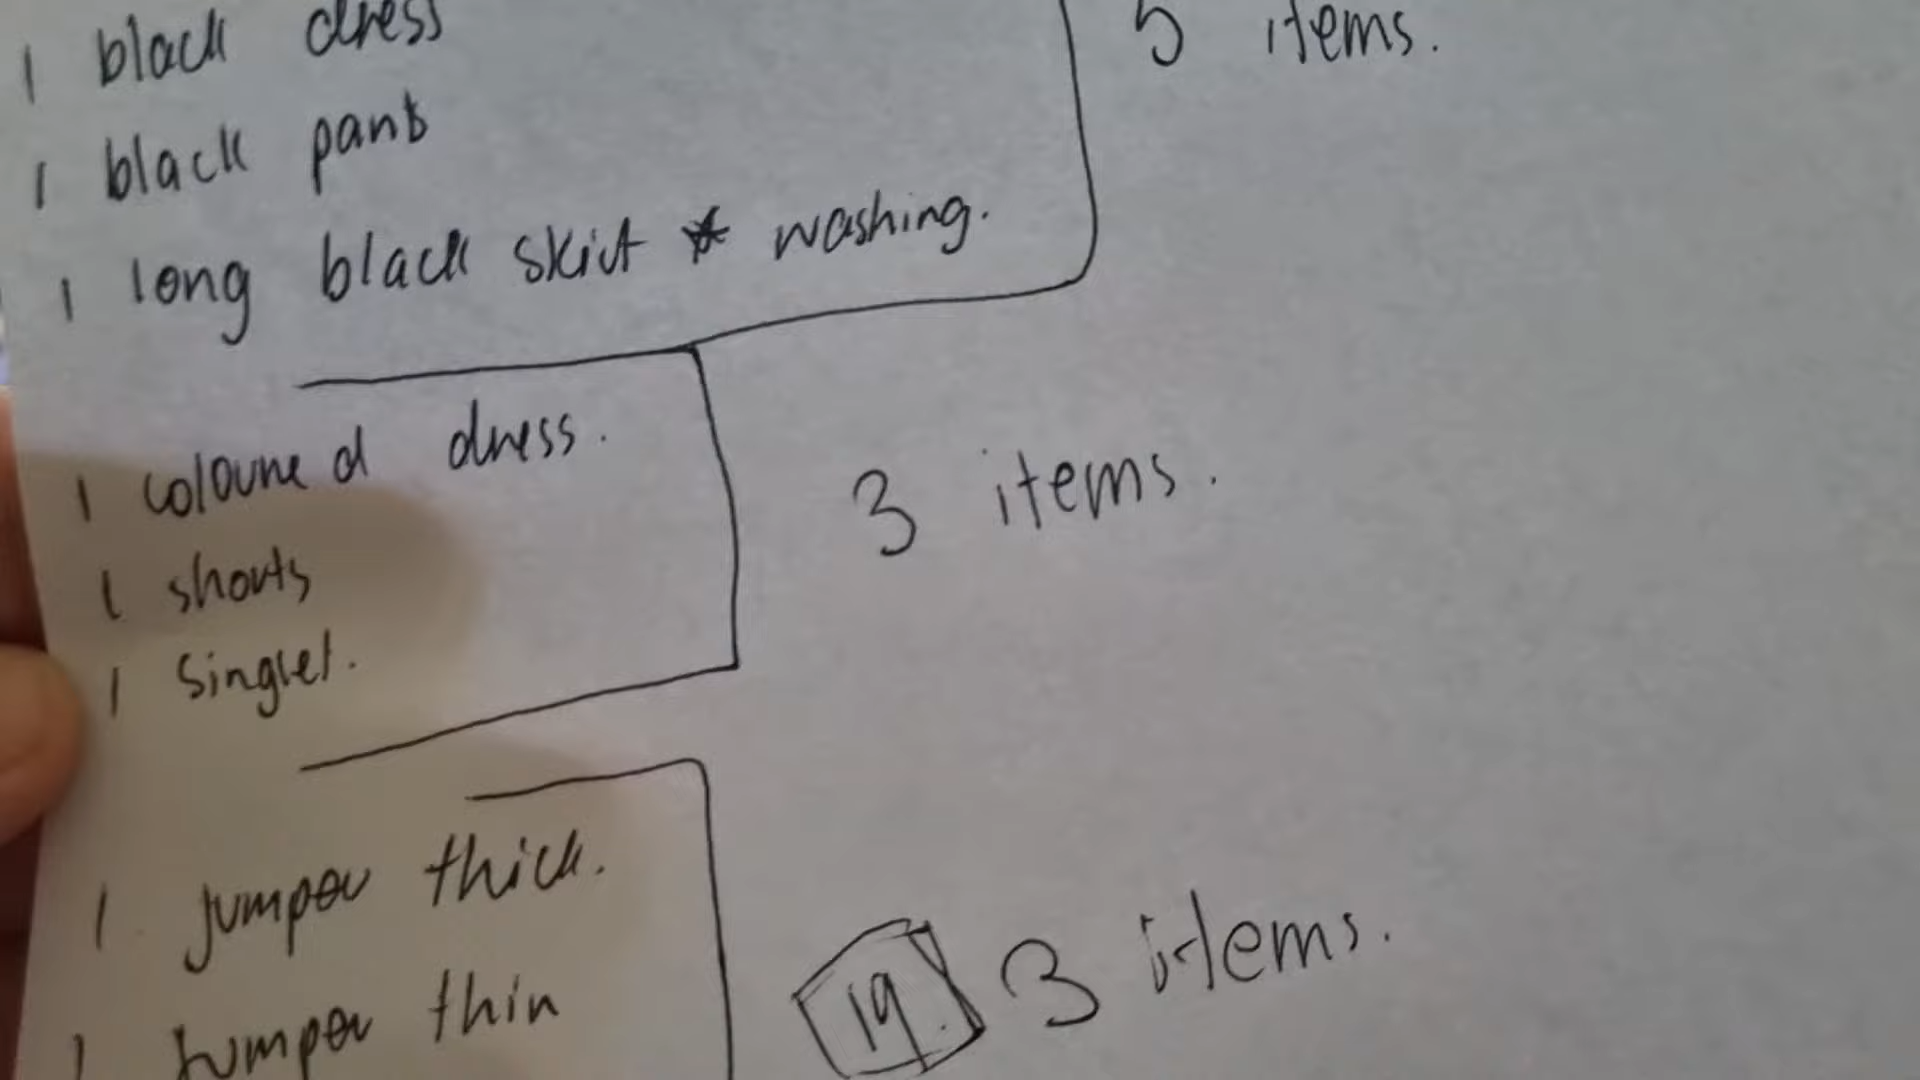 1 black dress
5 items.
1 black pants
1 long black skirt * washing.
1 coloured dress.
3 items.
1 shorts
1 singlet.
1 jumper thick.
19 3 items.
1 jumper thin